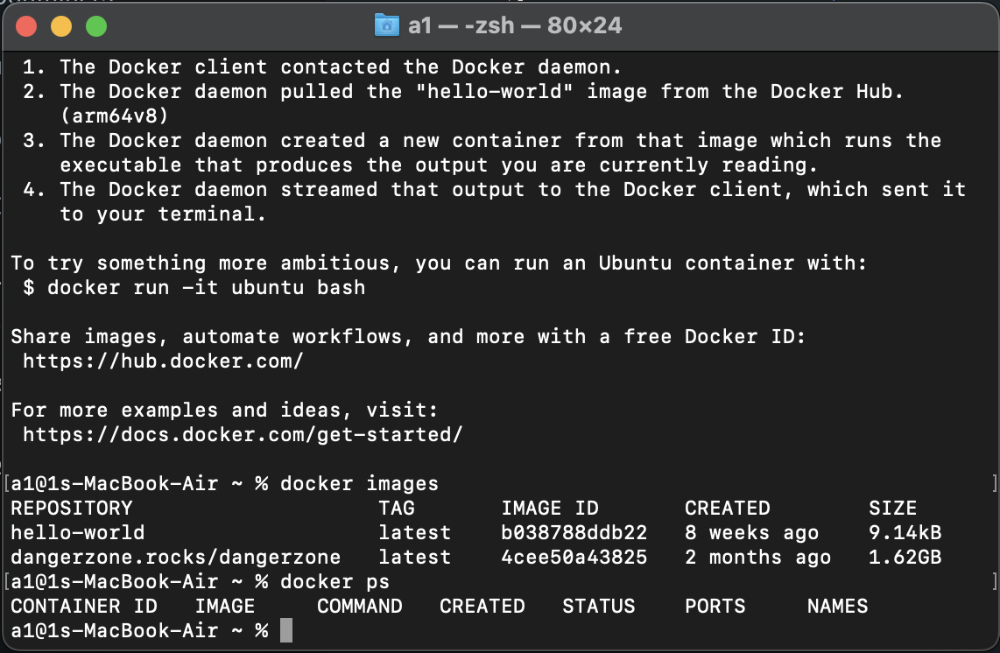 a1 — -zsh — 80×24
1. The Docker client contacted the Docker daemon.
2. The Docker daemon pulled the "hello-world" image from the Docker Hub.
(arm64v8)
3. The Docker daemon created a new container from that image which runs the
executable that produces the output you are currently reading.
4. The Docker daemon streamed that output to the Docker client, which sent it
to your terminal.
To try something more ambitious, you can run an Ubuntu container with:
$ docker run -it ubuntu bash
Share images, automate workflows, and more with a free Docker ID:
https://hub.docker.com/
For more examples and ideas, visit:
https://docs.docker.com/get-started/
[a1@1s-MacBook-Air ~ % docker images ]
REPOSITORY TAG IMAGE ID CREATED SIZE
hello-world latest b038788ddb22 8 weeks ago 9.14kB
dangerzone.rocks/dangerzone latest 4cee50a43825 2 months ago 1.62GB
[a1@1s-MacBook-Air ~ % docker ps ]
CONTAINER ID IMAGE COMMAND CREATED STATUS PORTS NAMES
a1@1s-MacBook-Air ~ %